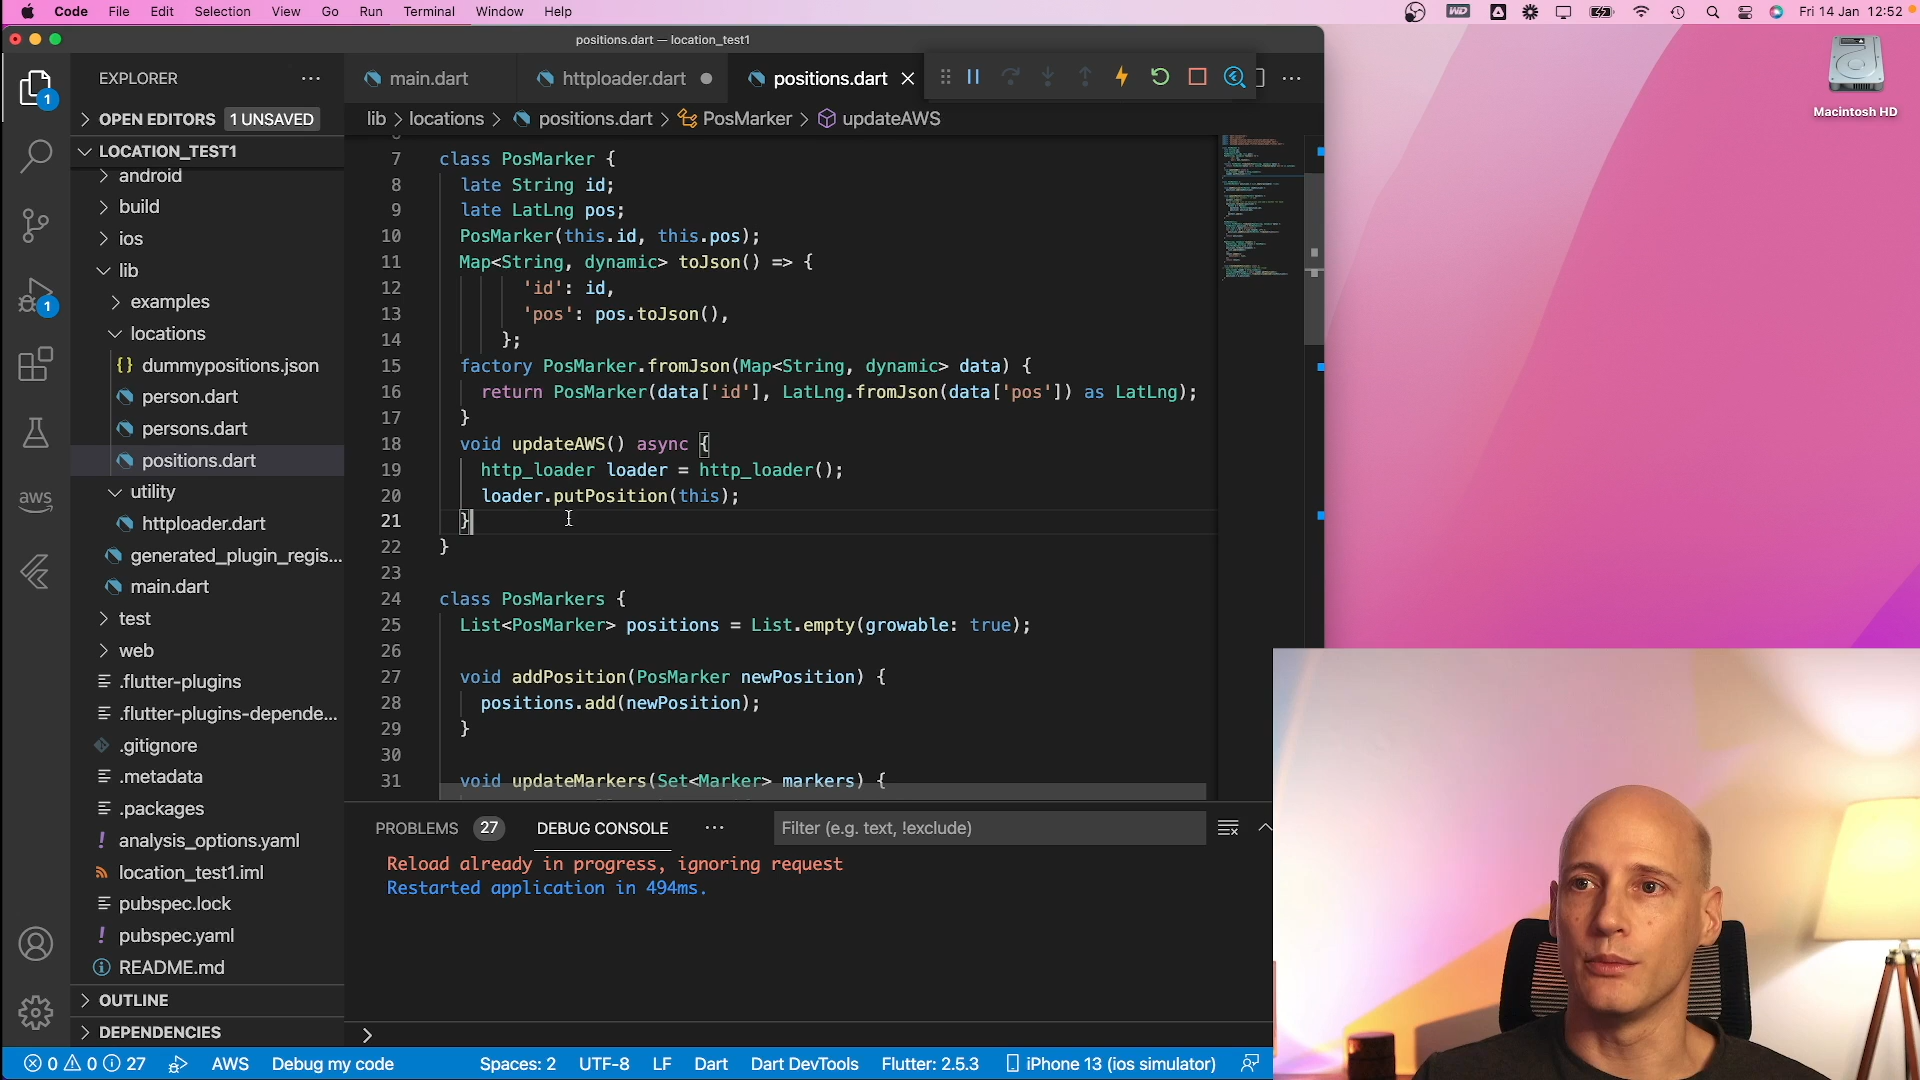 Code File Edit Selection View Go Run Terminal Window Help
WD
Fri 14 Jan 12:52
positions.dart — location_test1
EXPLORER
main.dart
httploader.dart
positions.dart
lib > locations > positions.dart > PosMarker > updateAWS
1
OPEN EDITORS 1 UNSAVED
LOCATION_TEST1
android
build
ios
lib
examples
locations
{} dummypositions.json
person.dart
persons.dart
positions.dart
utility
httploader.dart
generated_plugin_regis...
main.dart
test
web
.flutter-plugins
.flutter-plugins-depende...
.gitignore
.metadata
.packages
! analysis_options.yaml
location_test1.iml
pubspec.lock
! pubspec.yaml
README.md
OUTLINE
DEPENDENCIES
1
aws
7 class PosMarker {
8 late String id;
9 late LatLng pos;
10 PosMarker(this.id, this.pos);
11 Map<String, dynamic> toJson() => {
12 'id': id,
13 'pos': pos.toJson(),
14 };
15 factory PosMarker.fromJson(Map<String, dynamic> data) {
16 return PosMarker(data['id'], LatLng.fromJson(data['pos']) as LatLng);
17 }
18 void updateAWS() async {
19 http_loader loader = http_loader();
20 loader.putPosition(this);
21 }
22 }
23
24 class PosMarkers {
25 List<PosMarker> positions = List.empty(growable: true);
26
27 void addPosition(PosMarker newPosition) {
28 positions.add(newPosition);
29 }
30
31 void updateMarkers(Set<Marker> markers) {
PROBLEMS 27 DEBUG CONSOLE Filter (e.g. text, !exclude)
Reload already in progress, ignoring request
Restarted application in 494ms.
>
0 0 27 AWS Debug my code Spaces: 2 UTF-8 LF Dart Dart DevTools Flutter: 2.5.3 iPhone 13 (ios simulator)
Macintosh HD